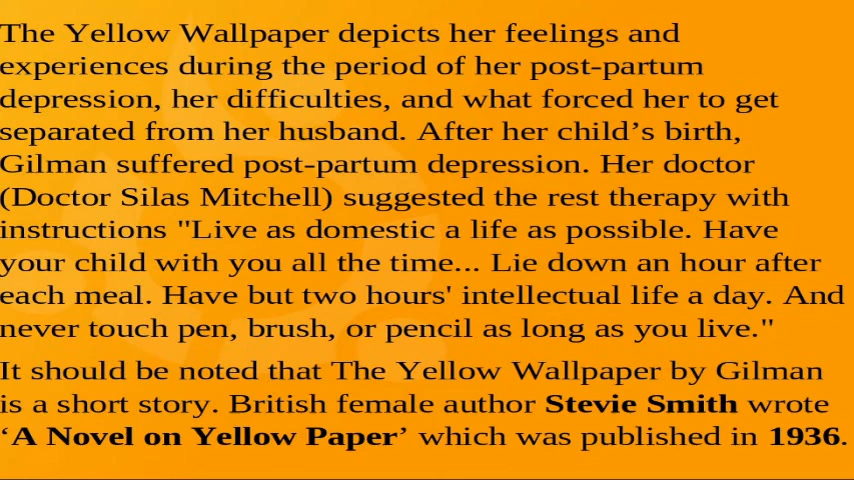 The Yellow Wallpaper depicts her feelings and
experiences during the period of her post-partum
depression, her difficulties, and what forced her to get
separated from her husband. After her child’s birth,
Gilman suffered post-partum depression. Her doctor
(Doctor Silas Mitchell) suggested the rest therapy with
instructions "Live as domestic a life as possible. Have
your child with you all the time... Lie down an hour after
each meal. Have but two hours' intellectual life a day. And
never touch pen, brush, or pencil as long as you live."
It should be noted that The Yellow Wallpaper by Gilman
is a short story. British female author Stevie Smith wrote
‘A Novel on Yellow Paper’ which was published in 1936.